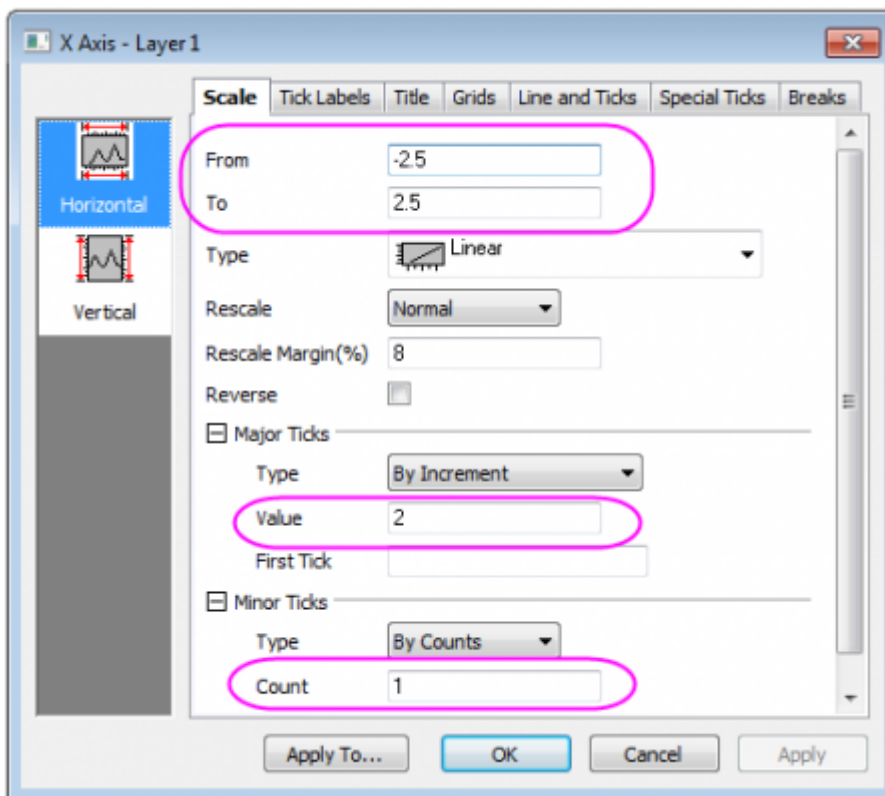 X Axis - Layer 1
Scale Tick Labels Title Grids Line and Ticks Special Ticks Breaks
Horizontal
Vertical
From -2.5
To 2.5
Type Linear
Rescale Normal
Rescale Margin(%) 8
Reverse
Major Ticks
Type By Increment
Value 2
First Tick
Minor Ticks
Type By Counts
Count 1
Apply To... OK Cancel Apply